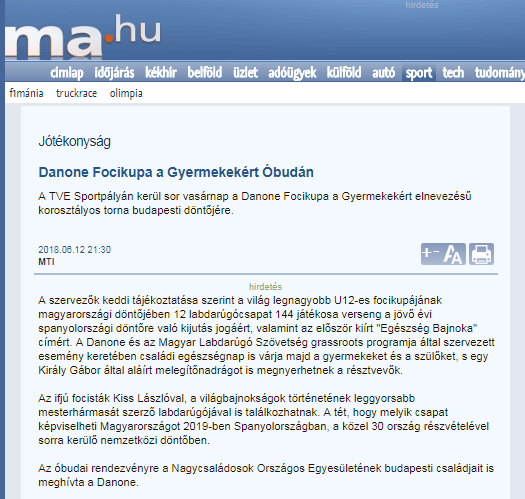 hirdetés
ma.hu
címlap időjárás kékhír belföld üzlet adóügyek külföld autó sport tech tudomány
f1mánia truckrace olimpia
Jótékonyság
Danone Focikupa a Gyermekekért Óbudán
A TVE Sportpályán kerül sor vasárnap a Danone Focikupa a Gyermekekért elnevezésű
korosztályos torna budapesti döntőjére.
2018.06.12 21:30
MTI
+- AA
hirdetés
A szervezők keddi tájékoztatása szerint a világ legnagyobb U12-es focikupájának
magyarországi döntőjében 12 labdarúgócsapat 144 játékosa verseng a jövő évi
spanyolországi döntőre való kijutás jogáért, valamint az először kiírt "Egészség Bajnoka"
címért. A Danone és az Magyar Labdarúgó Szövetség grassroots programja által szervezett
esemény keretében családi egészségnap is várja majd a gyermekeket és a szülőket, s egy
Király Gábor által aláírt melegítőnadrágot is megnyerhetnek a résztvevők.
Az ifjú focisták Kiss Lászlóval, a világbajnokságok történetének leggyorsabb
mesterhármasát szerző labdarúgójával is találkozhatnak. A tét, hogy melyik csapat
képviselheti Magyarországot 2019-ben Spanyolországban, a közel 30 ország részvételével
sorra kerülő nemzetközi döntőben.
Az óbudai rendezvényre a Nagycsaládosok Országos Egyesületének budapesti családjait is
meghívta a Danone.